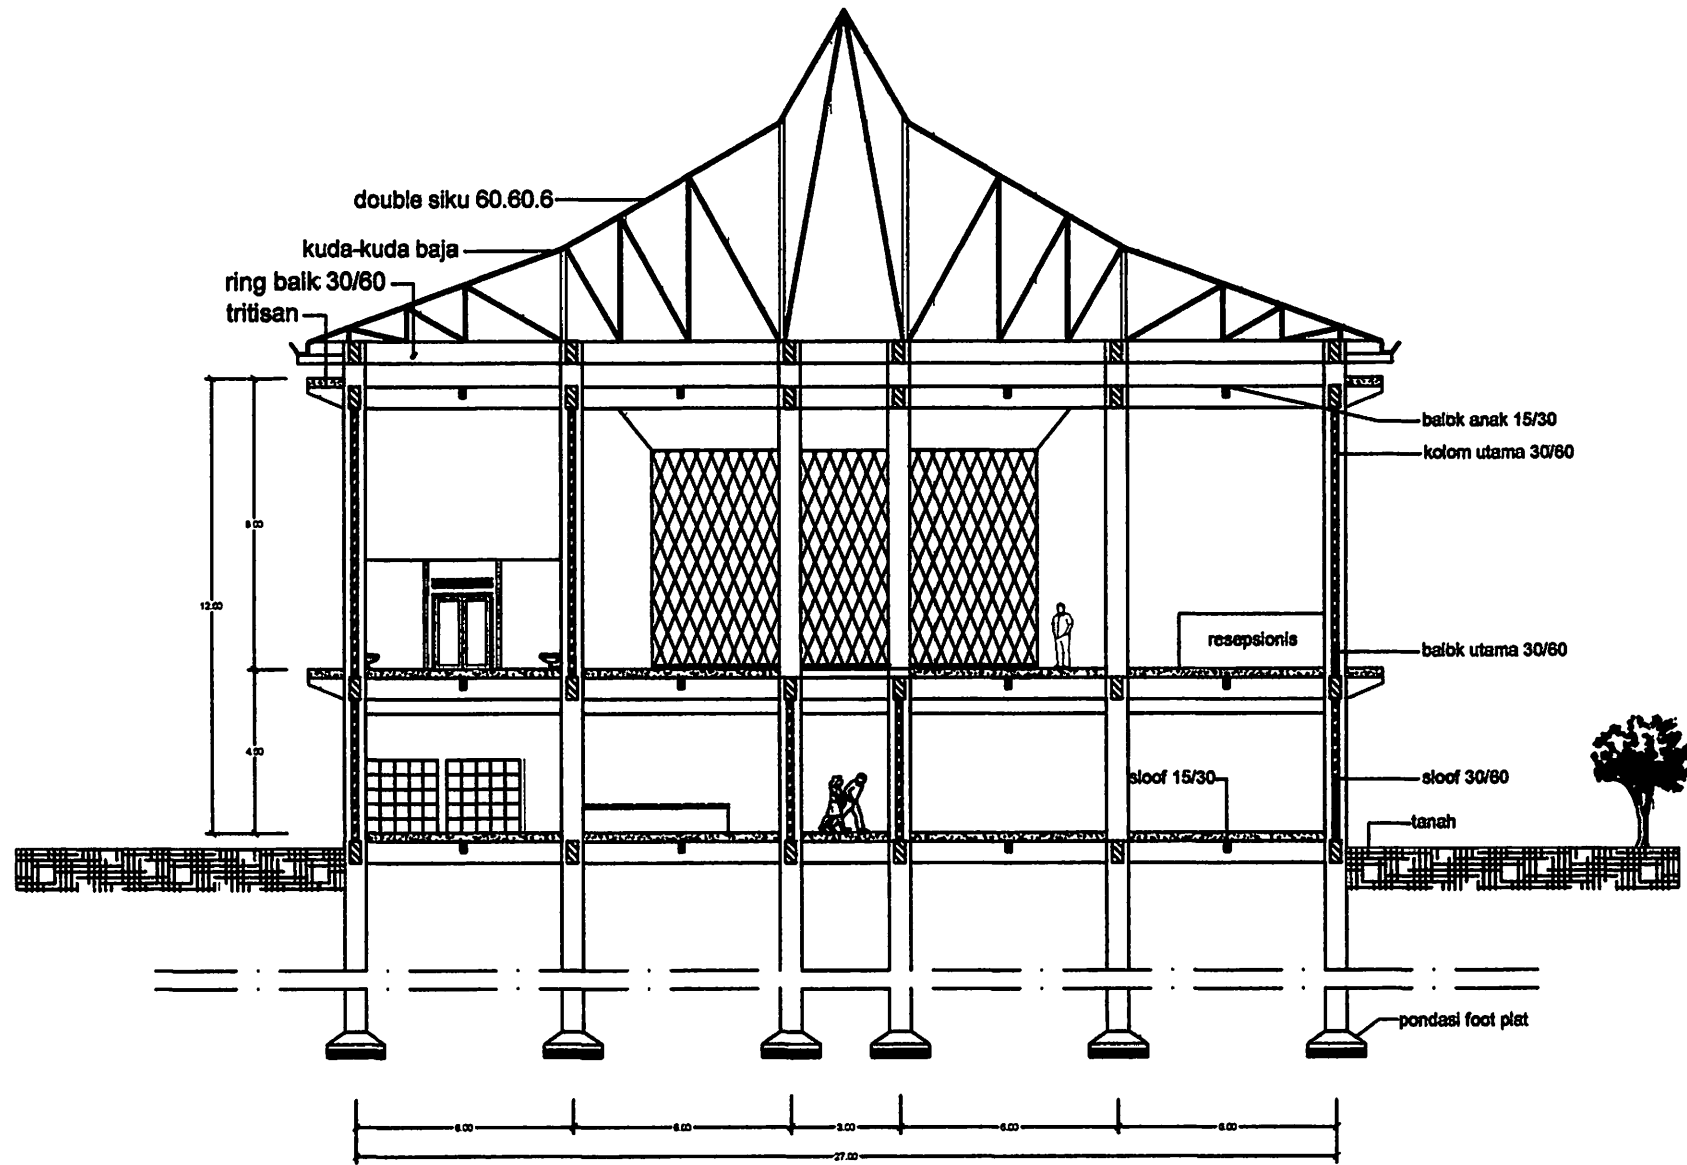 double siku 60.60.6
kuda-kuda baja
ring balk 30/60
tritisan
balok anak 15/30
kolom utama 30/60
8.00
12.00
resepsionis
balok utama 30/60
4.00
sloof 15/30
sloof 30/60
tanah
pondasi foot plat
6.00 6.00 3.00 6.00 6.00
27.00